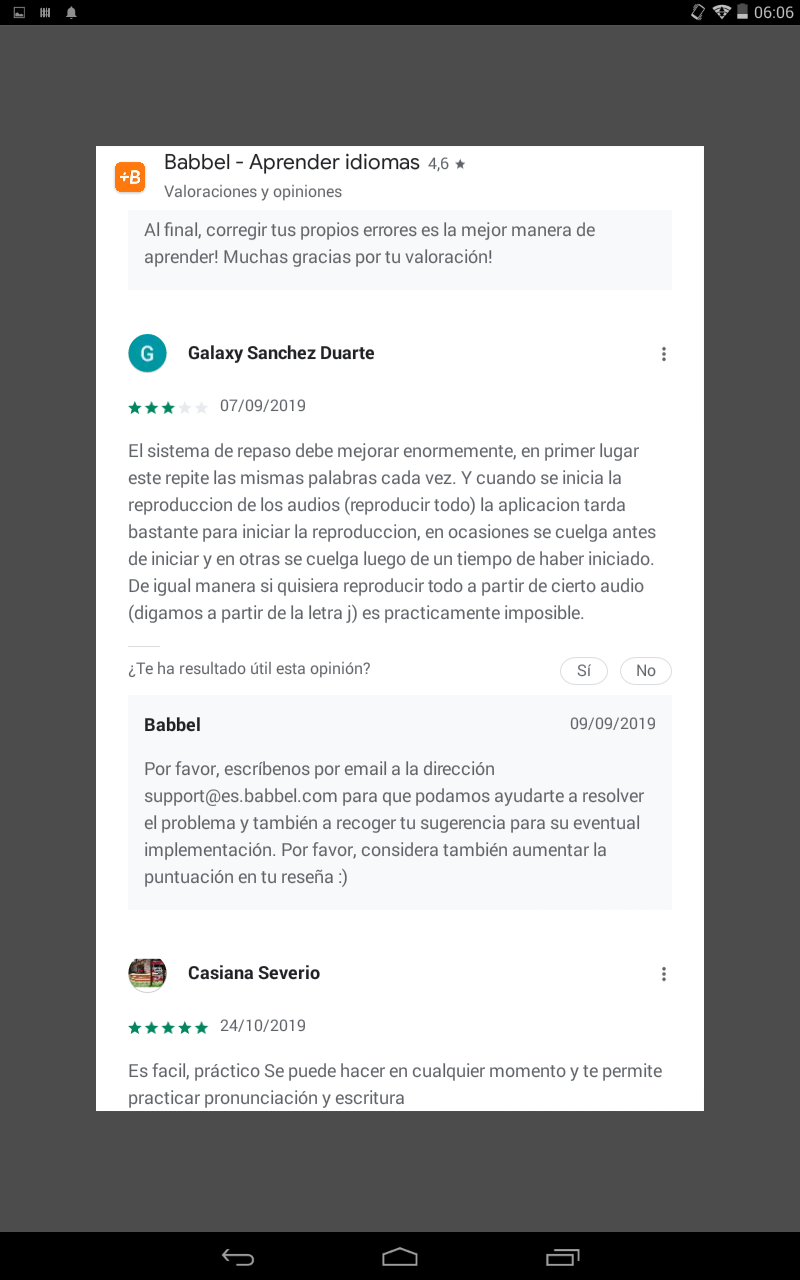 06:06
+B
Babbel - Aprender idiomas 4,6 ★
Valoraciones y opiniones
Al final, corregir tus propios errores es la mejor manera de
aprender! Muchas gracias por tu valoración!
G
Galaxy Sanchez Duarte
07/09/2019
El sistema de repaso debe mejorar enormemente, en primer lugar
este repite las mismas palabras cada vez. Y cuando se inicia la
reproduccion de los audios (reproducir todo) la aplicacion tarda
bastante para iniciar la reproduccion, en ocasiones se cuelga antes
de iniciar y en otras se cuelga luego de un tiempo de haber iniciado.
De igual manera si quisiera reproducir todo a partir de cierto audio
(digamos a partir de la letra j) es practicamente imposible.
¿Te ha resultado útil esta opinión?
Sí
No
Babbel
09/09/2019
Por favor, escríbenos por email a la dirección
support@es.babbel.com para que podamos ayudarte a resolver
el problema y también a recoger tu sugerencia para su eventual
implementación. Por favor, considera también aumentar la
puntuación en tu reseña :)
Casiana Severio
24/10/2019
Es facil, práctico Se puede hacer en cualquier momento y te permite
practicar pronunciación y escritura